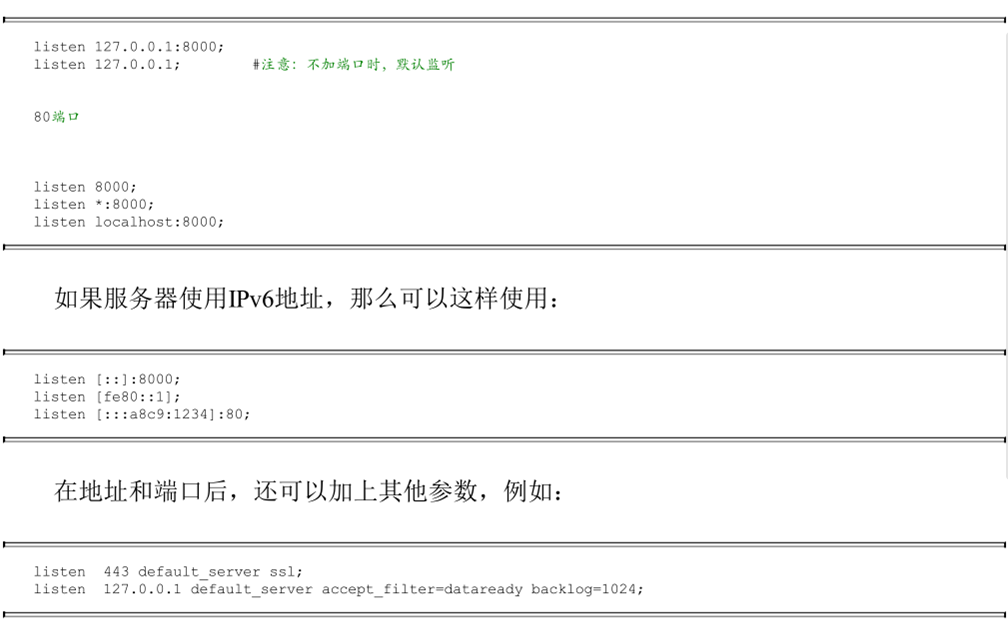 listen 127.0.0.1:8000;
listen 127.0.0.1; #注意：不加端口时，默认监听
80端口
listen 8000;
listen *:8000;
listen localhost:8000;
如果服务器使用IPv6地址，那么可以这样使用：
listen [::]:8000;
listen [fe80::1];
listen [:::a8c9:1234]:80;
在地址和端口后，还可以加上其他参数，例如：
listen 443 default_server ssl;
listen 127.0.0.1 default_server accept_filter=dataready backlog=1024;